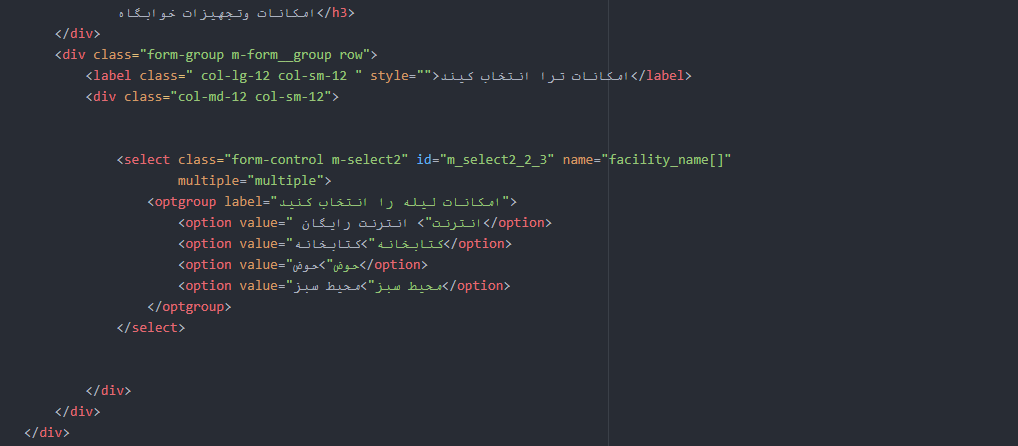 امکانات وتجهیزات خوابگاه</h3>
</div>
<div class="form-group m-form__group row">
<label class=" col-lg-12 col-sm-12 " style="">امکانات ترا انتخاب کیند</label>
<div class="col-md-12 col-sm-12">
<select class="form-control m-select2" id="m_select2_2_3" name="facility_name[]"
multiple="multiple">
<optgroup label="امکانات لیله را انتخاب کنید">
<option value="انترنت"> انترنت رایگان </option>
<option value="کتابخانه">کتابخانه</option>
<option value="حوض">حوض</option>
<option value="محیط سبز">محیط سبز</option>
</optgroup>
</select>
</div>
</div>
</div>